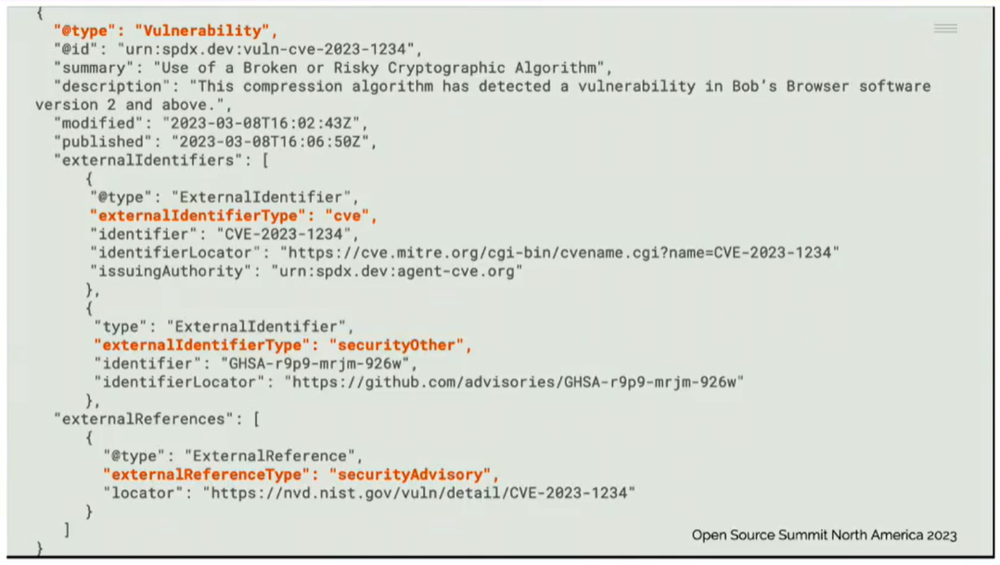 {
"@type": "Vulnerability",
"@id": "urn:spdx.dev:vuln-cve-2023-1234",
"summary": "Use of a Broken or Risky Cryptographic Algorithm",
"description": "This compression algorithm has detected a vulnerability in Bob's Browser software
version 2 and above.",
"modified": "2023-03-08T16:02:43Z",
"published": "2023-03-08T16:06:50Z",
"externalIdentifiers": [
{
"@type": "ExternalIdentifier",
"externalIdentifierType": "cve",
"identifier": "CVE-2023-1234",
"identifierLocator": "https://cve.mitre.org/cgi-bin/cvename.cgi?name=CVE-2023-1234"
"issuingAuthority": "urn:spdx.dev:agent-cve.org"
},
{
"type": "ExternalIdentifier",
"externalIdentifierType": "securityOther",
"identifier": "GHSA-r9p9-mrjm-926w",
"identifierLocator": "https://github.com/advisories/GHSA-r9p9-mrjm-926w"
},
"externalReferences": [
{
"@type": "ExternalReference",
"externalReferenceType": "securityAdvisory",
"locator": "https://nvd.nist.gov/vuln/detail/CVE-2023-1234"
}
]
}
Open Source Summit North America 2023